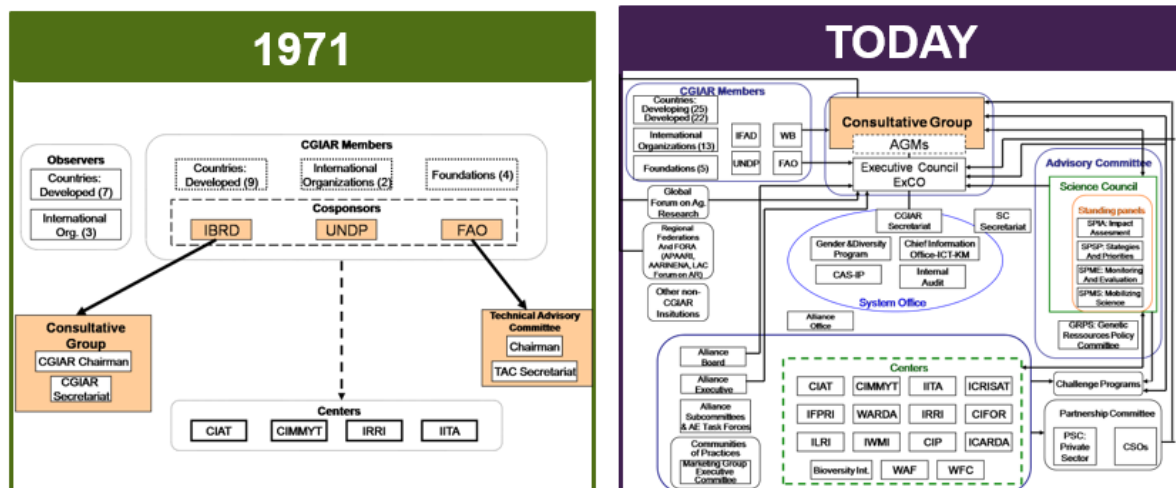 1971
Observers
Countries:
Developed (7)
International
Org. (3)
CGIAR Members
Countries:
Developed (9)
International
Organizations (2)
Foundations (4)
Cosponsors
IBRD
UNDP
FAO
Consultative
Group
CGIAR Chairman
CGIAR
Secretariat
Technical Advisory
Committee
Chairman
TAC Secretariat
Centers
CIAT
CIMMYT
IRRI
IITA
TODAY
CGIAR Members
Countries:
Developing (25)
Developed (22)
International
Organizations (13)
Foundations (5)
IFAD
WB
UNDP
FAO
Consultative Group
AGMs
Executive Council
ExCO
Advisory Committee
Science Council
Standing panels
SPIA: Impact
Assesment
SPSP: Stategies
And Priorities
SPME: Monitoring
And Evaluation
SPMS: Mobilizing
Science
GRPS: Genetic
Ressources Policy
Committee
Global
Forum on Ag.
Research
Regional
Federations
And FORA
(APAARI,
AARINENA, LAC
Forum on AR)
Other non-
CGIAR
Insitutions
CGIAR
Secretariat
SC
Secretariat
Gender &Diversity
Program
Chief Information
Office-ICT-KM
CAS-IP
Internal
Audit
System Office
Alliance
Office
Alliance
Board
Alliance
Executive
Alliance
Subcommittees
& AE Task Forces
Communities
of Practices
Marketing Group
Executive
Committee
Centers
CIAT
CIMMYT
IITA
ICRISAT
IFPRI
WARDA
IRRI
CIFOR
ILRI
IWMI
CIP
ICARDA
Bioversity Int.
WAF
WFC
Challenge Programs
Partnership Committee
PSC:
Private
Sector
CSOs